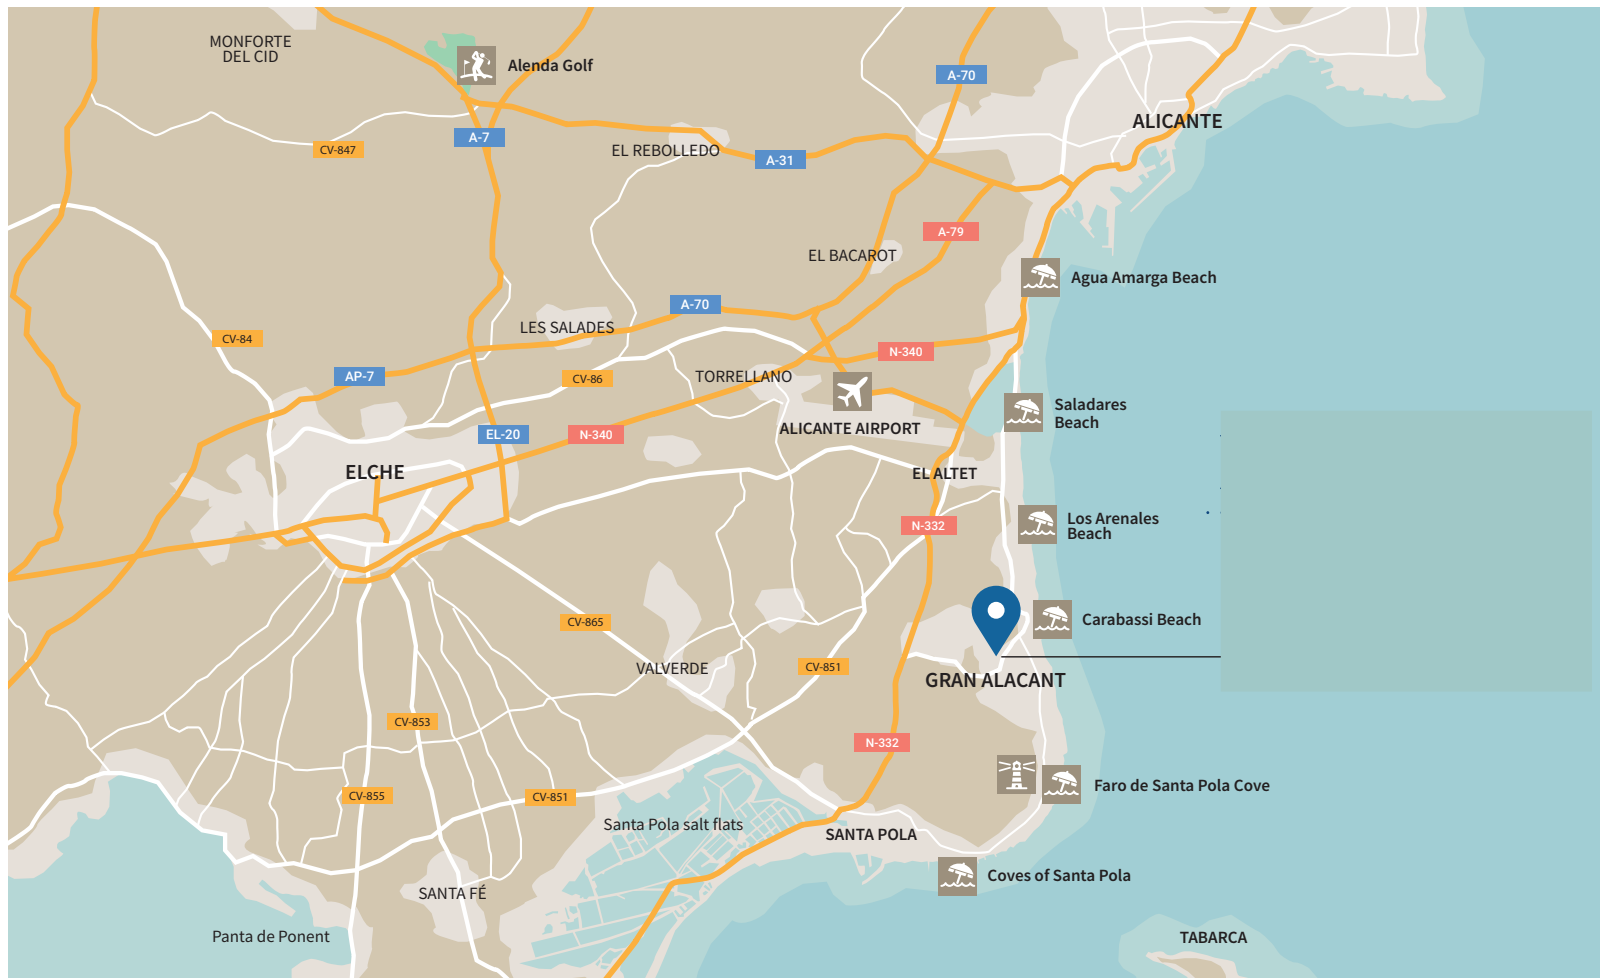 MONFORTE
DEL CID
Alenda Golf
A-70
ALICANTE
A-7
CV-847
EL REBOLLEDO
A-31
A-79
EL BACAROT
Agua Amarga Beach
A-70
LES SALADES
CV-84
N-340
AP-7
CV-86
TORRELLANO
Saladares
Beach
ALICANTE AIRPORT
EL-20
N-340
ELCHE
EL ALTET
N-332
Los Arenales
Beach
CV-865
Carabassi Beach
VALVERDE
CV-851
GRAN ALACANT
CV-853
N-332
Faro de Santa Pola Cove
CV-855
CV-851
Santa Pola salt flats
SANTA POLA
Coves of Santa Pola
SANTA FÉ
Panta de Ponent
TABARCA